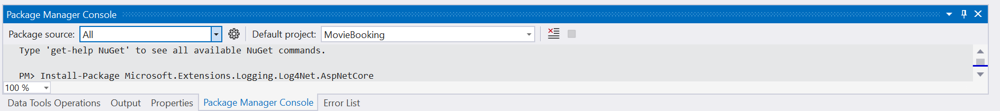 Package Manager Console
Package source: All Default project: MovieBooking
Type 'get-help NuGet' to see all available NuGet commands.
PM> Install-Package Microsoft.Extensions.Logging.Log4Net.AspNetCore
100 %
Data Tools Operations Output Properties Package Manager Console Error List